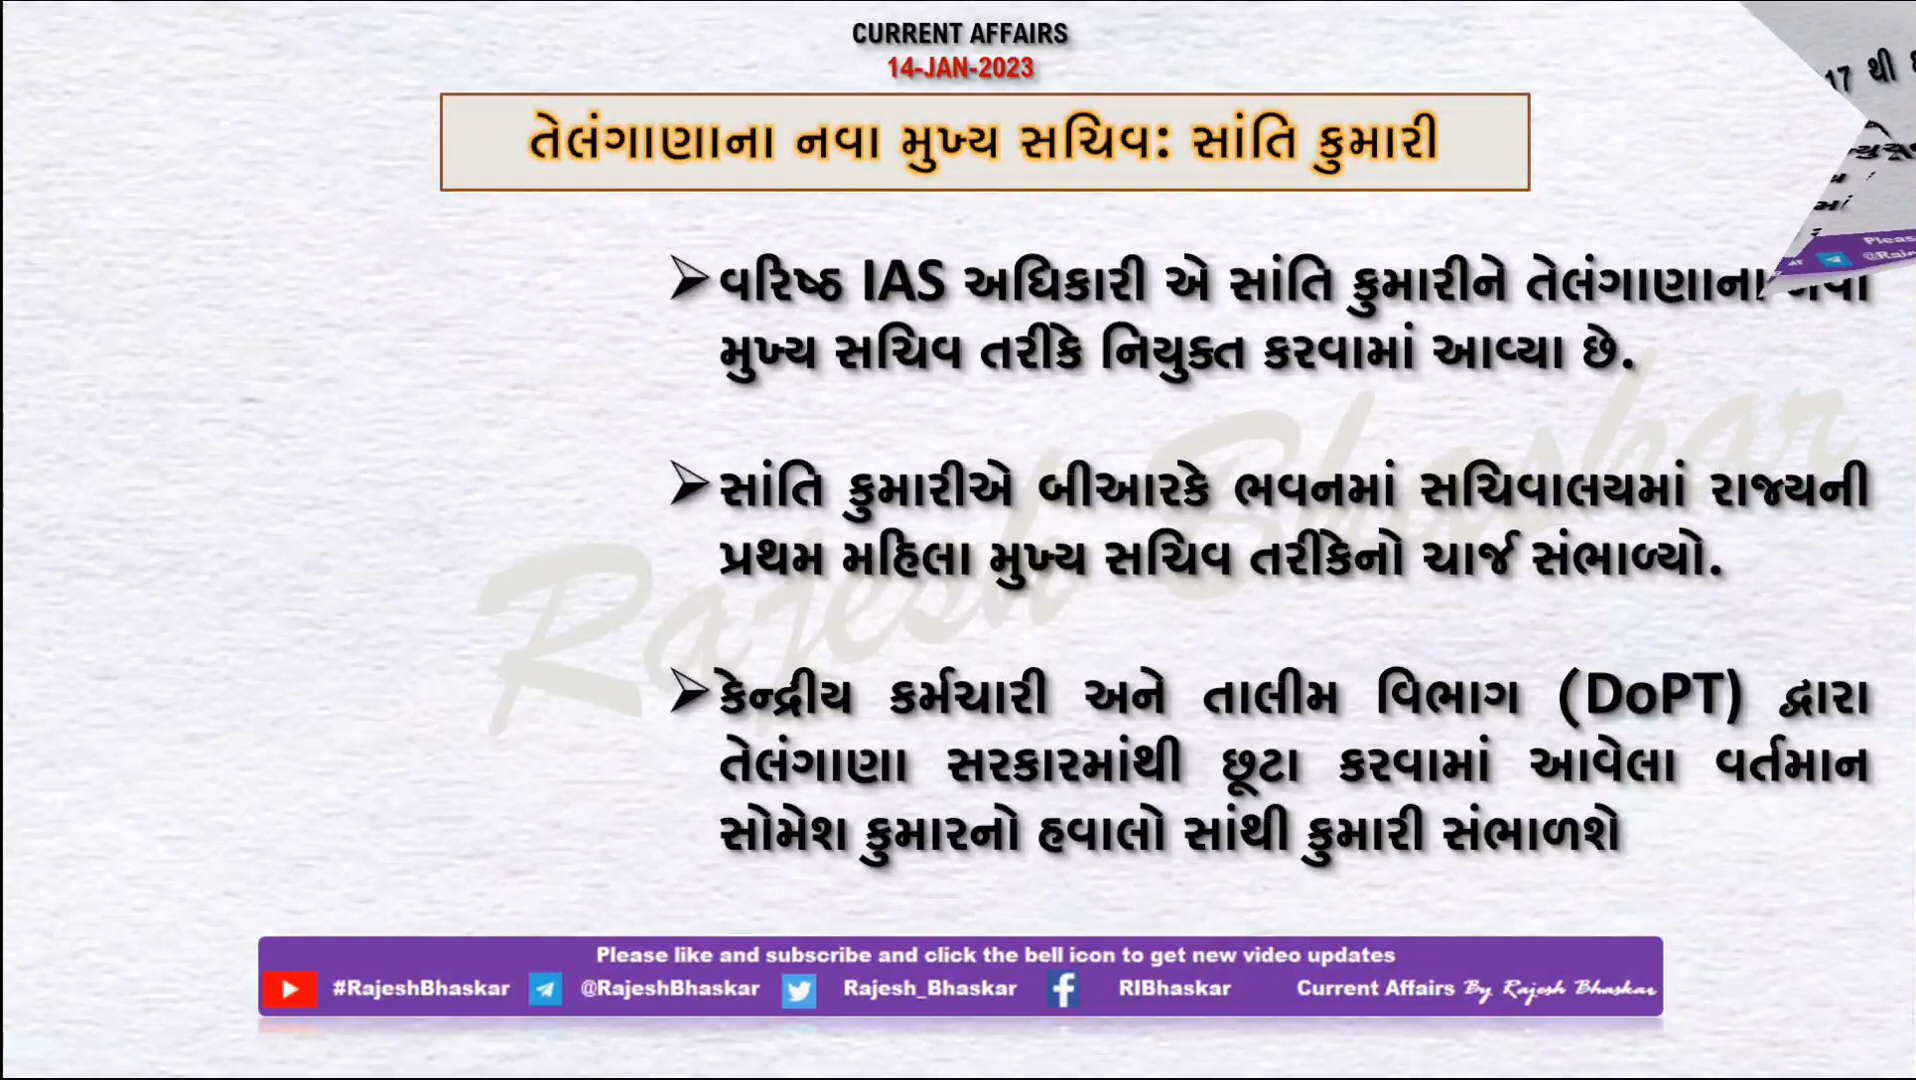 CURRENT AFFAIRS
14-JAN-2023
તેલંગાણાના નવા મુખ્ય સચિવ: સાંતિ કુમારી
17 થી
વરિષ્ઠ IAS અધિકારી એ સાંતિ કુમારીને તેલંગાણાના
મુખ્ય સચિવ તરીકે નિયુક્ત કરવામાં આવ્યા છે.
સાંતિ કુમારીએ બીઆરકે ભવનમાં સચિવાલયમાં રાજ્યની
પ્રથમ મહિલા મુખ્ય સચિવ તરીકેનો ચાર્જ સંભાળ્યો.
કેન્દ્રીય કર્મચારી અને તાલીમ વિભાગ (DoPT) દ્વારા
તેલંગાણા સરકારમાંથી છૂટા કરવામાં આવેલા વર્તમાન
સોમેશ કુમારનો હવાલો સાંથી કુમારી સંભાળશે
Rajesh Bhaskar
Please like and subscribe and click the bell icon to get new video updates
#RajeshBhaskar @RajeshBhaskar Rajesh_Bhaskar RIBhaskar Current Affairs By Rajesh Bhaskar